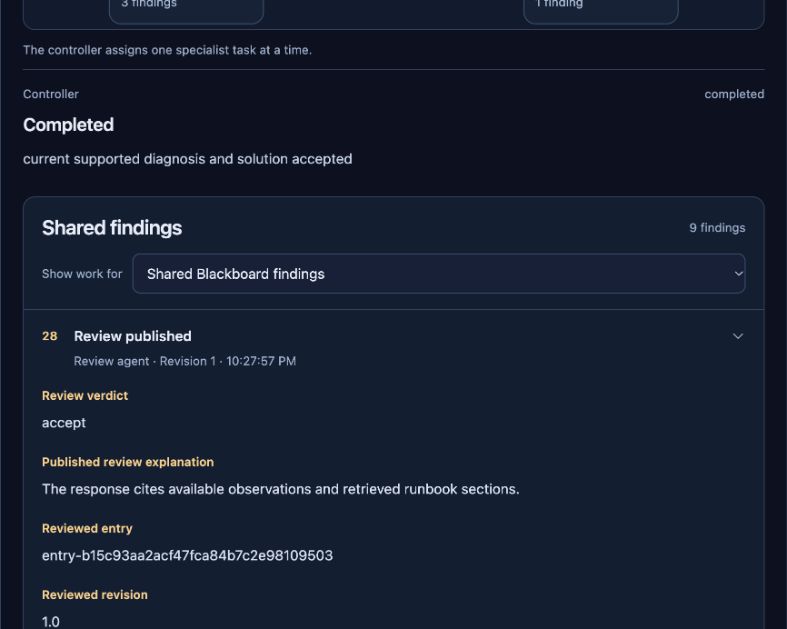 3 findings
1 finding
The controller assigns one specialist task at a time.
Controller
completed
Completed
current supported diagnosis and solution accepted
Shared findings
9 findings
Show work for
Shared Blackboard findings
28 Review published
Review agent · Revision 1 · 10:27:57 PM
Review verdict
accept
Published review explanation
The response cites available observations and retrieved runbook sections.
Reviewed entry
entry-b15c93aa2acf47fca84b7c2e98109503
Reviewed revision
1.0